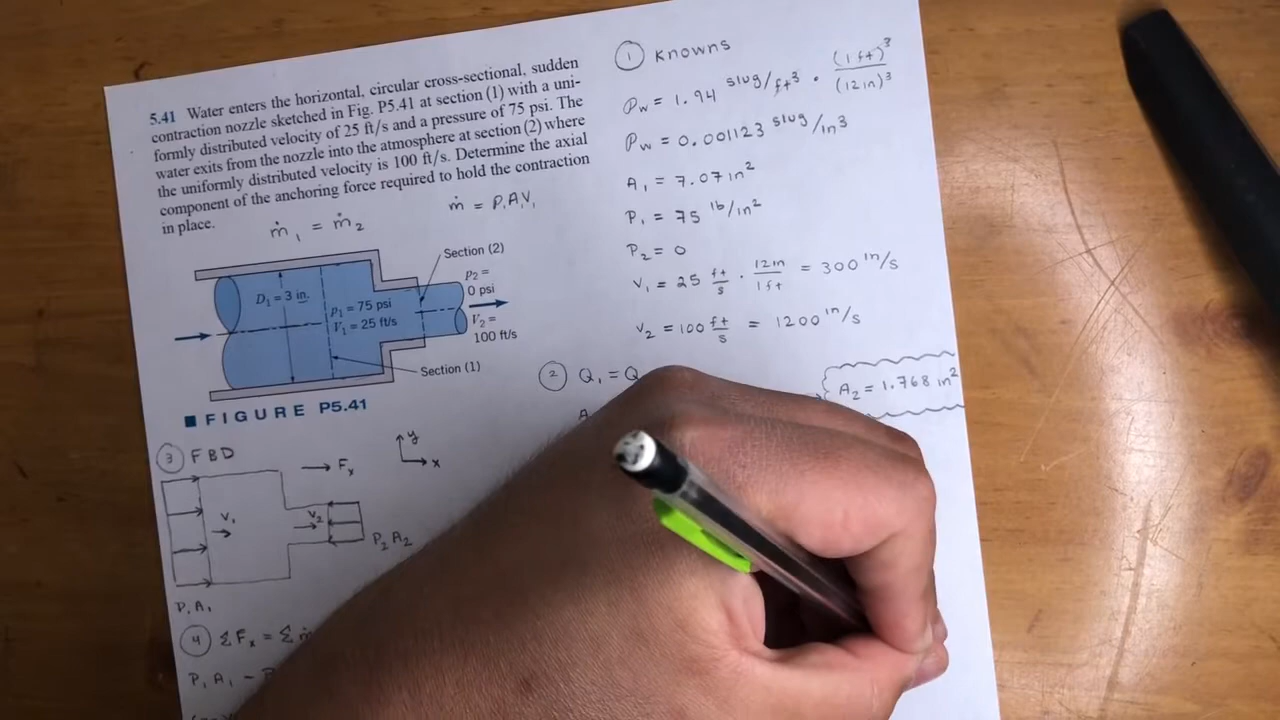 5.41 Water enters the horizontal, circular cross-sectional, sudden
contraction nozzle sketched in Fig. P5.41 at section (1) with a uni-
formly distributed velocity of 25 ft/s and a pressure of 75 psi. The
water exits from the nozzle into the atmosphere at section (2) where
the uniformly distributed velocity is 100 ft/s. Determine the axial
component of the anchoring force required to hold the contraction
in place.
ṁ₁ = ṁ₂
ṁ = ρ₁A₁V₁
Section (2)
D₁ = 3 in.
p₁ = 75 psi
V₁ = 25 ft/s
p₂ =
0 psi
V₂ =
100 ft/s
Section (1)
■ FIGURE P5.41
① Knowns
ρw = 1.94 slug/ft³ · (1 ft)³/(12 in)³
ρw = 0.001123 slug/in³
A₁ = 7.07 in²
P₁ = 75 lb/in²
P₂ = 0
V₁ = 25 ft/s · 12in/1ft = 300 in/s
V₂ = 100 ft/s = 1200 in/s
② Q₁ = Q
A
A₂ = 1.768 in²
③ FBD
y
x
→ Fₓ
V₁
V₂
P₂A₂
P₁A₁
④ ΣFₓ = Σṁ
P₁A₁ -